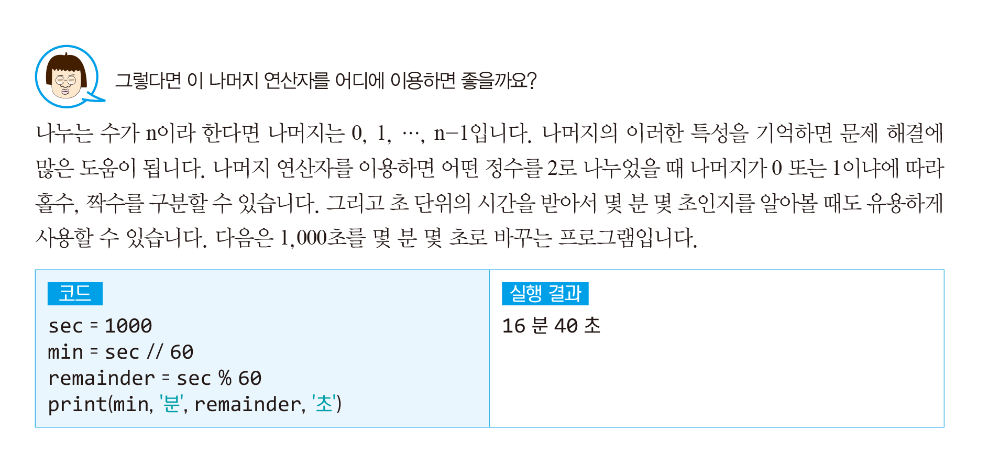 그렇다면 이 나머지 연산자를 어디에 이용하면 좋을까요?
나누는 수가 n이라 한다면 나머지는 0, 1, ⋯, n−1입니다. 나머지의 이러한 특성을 기억하면 문제 해결에
많은 도움이 됩니다. 나머지 연산자를 이용하면 어떤 정수를 2로 나누었을 때 나머지가 0 또는 1이냐에 따라
홀수, 짝수를 구분할 수 있습니다. 그리고 초 단위의 시간을 받아서 몇 분 몇 초인지를 알아볼 때도 유용하게
사용할 수 있습니다. 다음은 1,000초를 몇 분 몇 초로 바꾸는 프로그램입니다.
코드
sec = 1000
min = sec // 60
remainder = sec % 60
print(min, '분', remainder, '초')
실행 결과
16 분 40 초